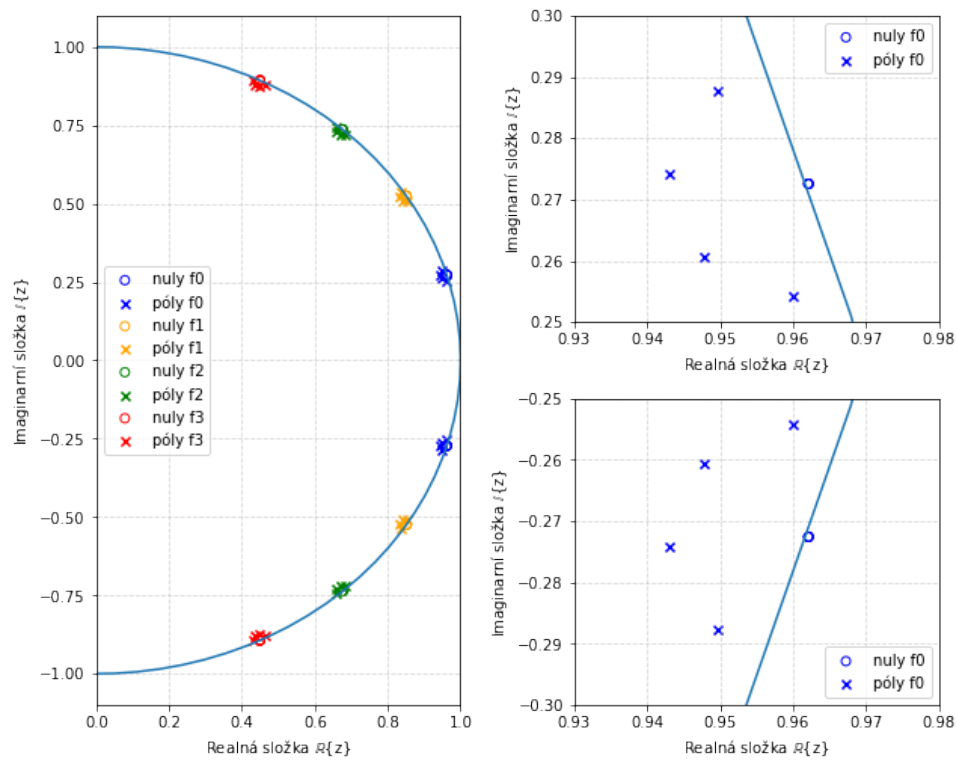 1.00
0.75
0.50
0.25
0.00
−0.25
−0.50
−0.75
−1.00
Imaginarní složka 𝕀{z}
nuly f0
póly f0
nuly f1
póly f1
nuly f2
póly f2
nuly f3
póly f3
0.0 0.2 0.4 0.6 0.8 1.0
Realná složka ℝ{z}
0.30
0.29
0.28
0.27
0.26
0.25
Imaginarní složka 𝕀{z}
nuly f0
póly f0
0.93 0.94 0.95 0.96 0.97 0.98
Realná složka ℝ{z}
−0.25
−0.26
−0.27
−0.28
−0.29
−0.30
Imaginarní složka 𝕀{z}
nuly f0
póly f0
0.93 0.94 0.95 0.96 0.97 0.98
Realná složka ℝ{z}